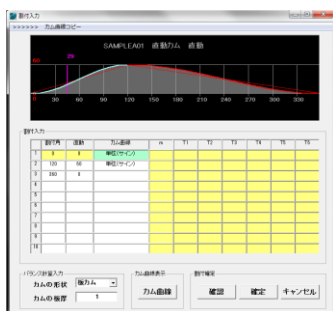 割付入力
>>>>>> カム曲線コピー
SAMPLEA01 直動カム 直動
60
29
0 30 60 90 120 150 180 210 240 270 300 330
割付入力
割付角 直動 カム曲線 m T1 T2 T3 T4 T5 T6
1 0 0 単弦(サイン)
2 120 60 単弦(サイン)
3 360 0
4
5
6
7
8
9
10
バランス計算入力
カムの形状 板カム
カムの板厚 1
カム曲線表示
カム曲線
割付確定
確認 確定 キャンセル